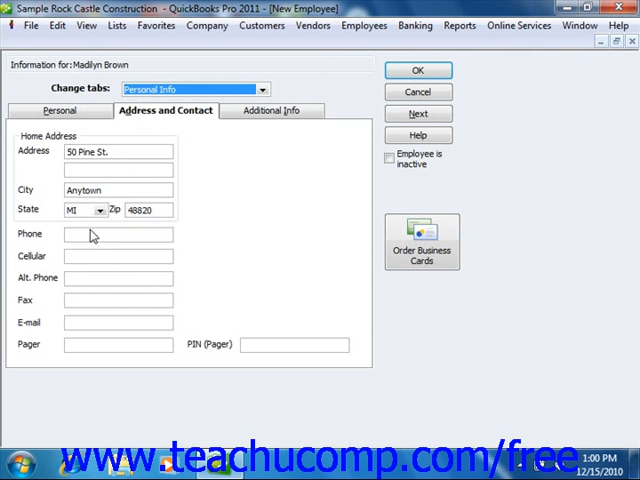 Sample Rock Castle Construction - QuickBooks Pro 2011 - [New Employee]
File Edit View Lists Favorites Company Customers Vendors Employees Banking Reports Online Services Window Help
Information for: Madilyn Brown
Change tabs: Personal Info
Personal Address and Contact Additional Info
Home Address
Address 50 Pine St.
City Anytown
State MI Zip 48820
Phone
Cellular
Alt. Phone
Fax
E-mail
Pager PIN (Pager)
OK
Cancel
Next
Help
Employee is
inactive
Order Business
Cards
www.teachucomp.com/free
1:00 PM
12/15/2010